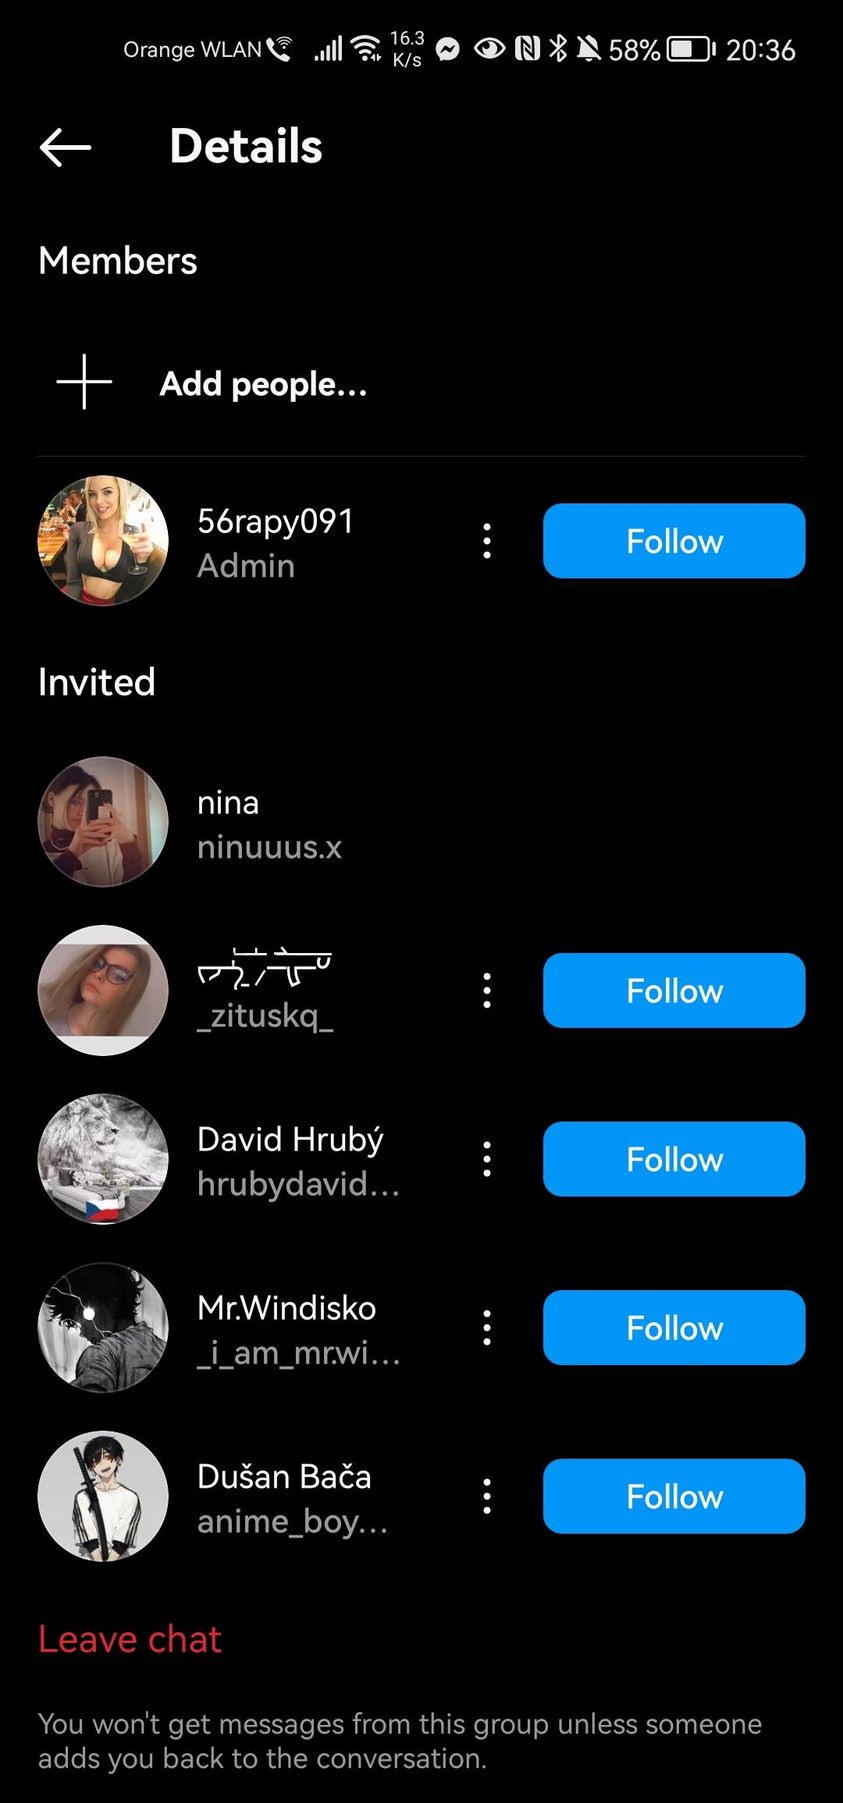 Orange WLAN 16.3 K/s 58% 20:36
Details
Members
Add people...
56rapy091
Admin
Follow
Invited
nina
ninuuus.x
_zituskq_
Follow
David Hrubý
hrubydavid...
Follow
Mr.Windisko
_i_am_mr.wi...
Follow
Dušan Bača
anime_boy...
Follow
Leave chat
You won't get messages from this group unless someone
adds you back to the conversation.